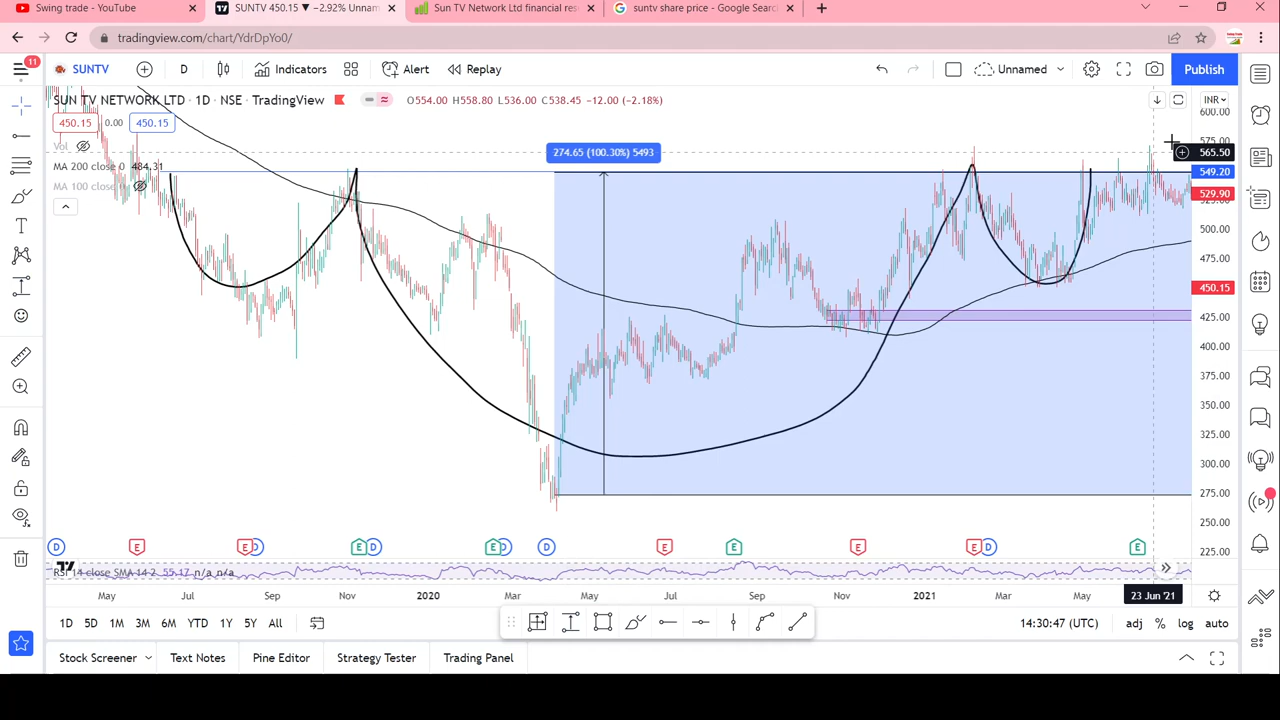 Swing trade - YouTube
SUNTV 450.15 ▼ −2.92% Unnam
Sun TV Network Ltd financial res
suntv share price - Google Searc
tradingview.com/chart/YdrDpYo0/
11
SUNTV
D
Indicators
Alert
Replay
Unnamed
Publish
SUN TV NETWORK LTD · 1D · NSE · TradingView
O554.00 H558.80 L536.00 C538.45 −12.00 (−2.18%)
INR
450.15 0.00 450.15
Vol
MA 200 close 0 484.31
MA 100 close 0
274.65 (100.30%) 5493
600.00
575.00
565.50
549.20
529.90
525.00
500.00
475.00
450.15
425.00
400.00
375.00
350.00
325.00
300.00
275.00
250.00
225.00
D E E D E D E D D E E E E D E
RSI 14 close SMA 14 2 55.17 n/a n/a
May Jul Sep Nov 2020 Mar May Jul Sep Nov 2021 Mar May 23 Jun '21
1D 5D 1M 3M 6M YTD 1Y 5Y All
14:30:47 (UTC) adj % log auto
Stock Screener Text Notes Pine Editor Strategy Tester Trading Panel